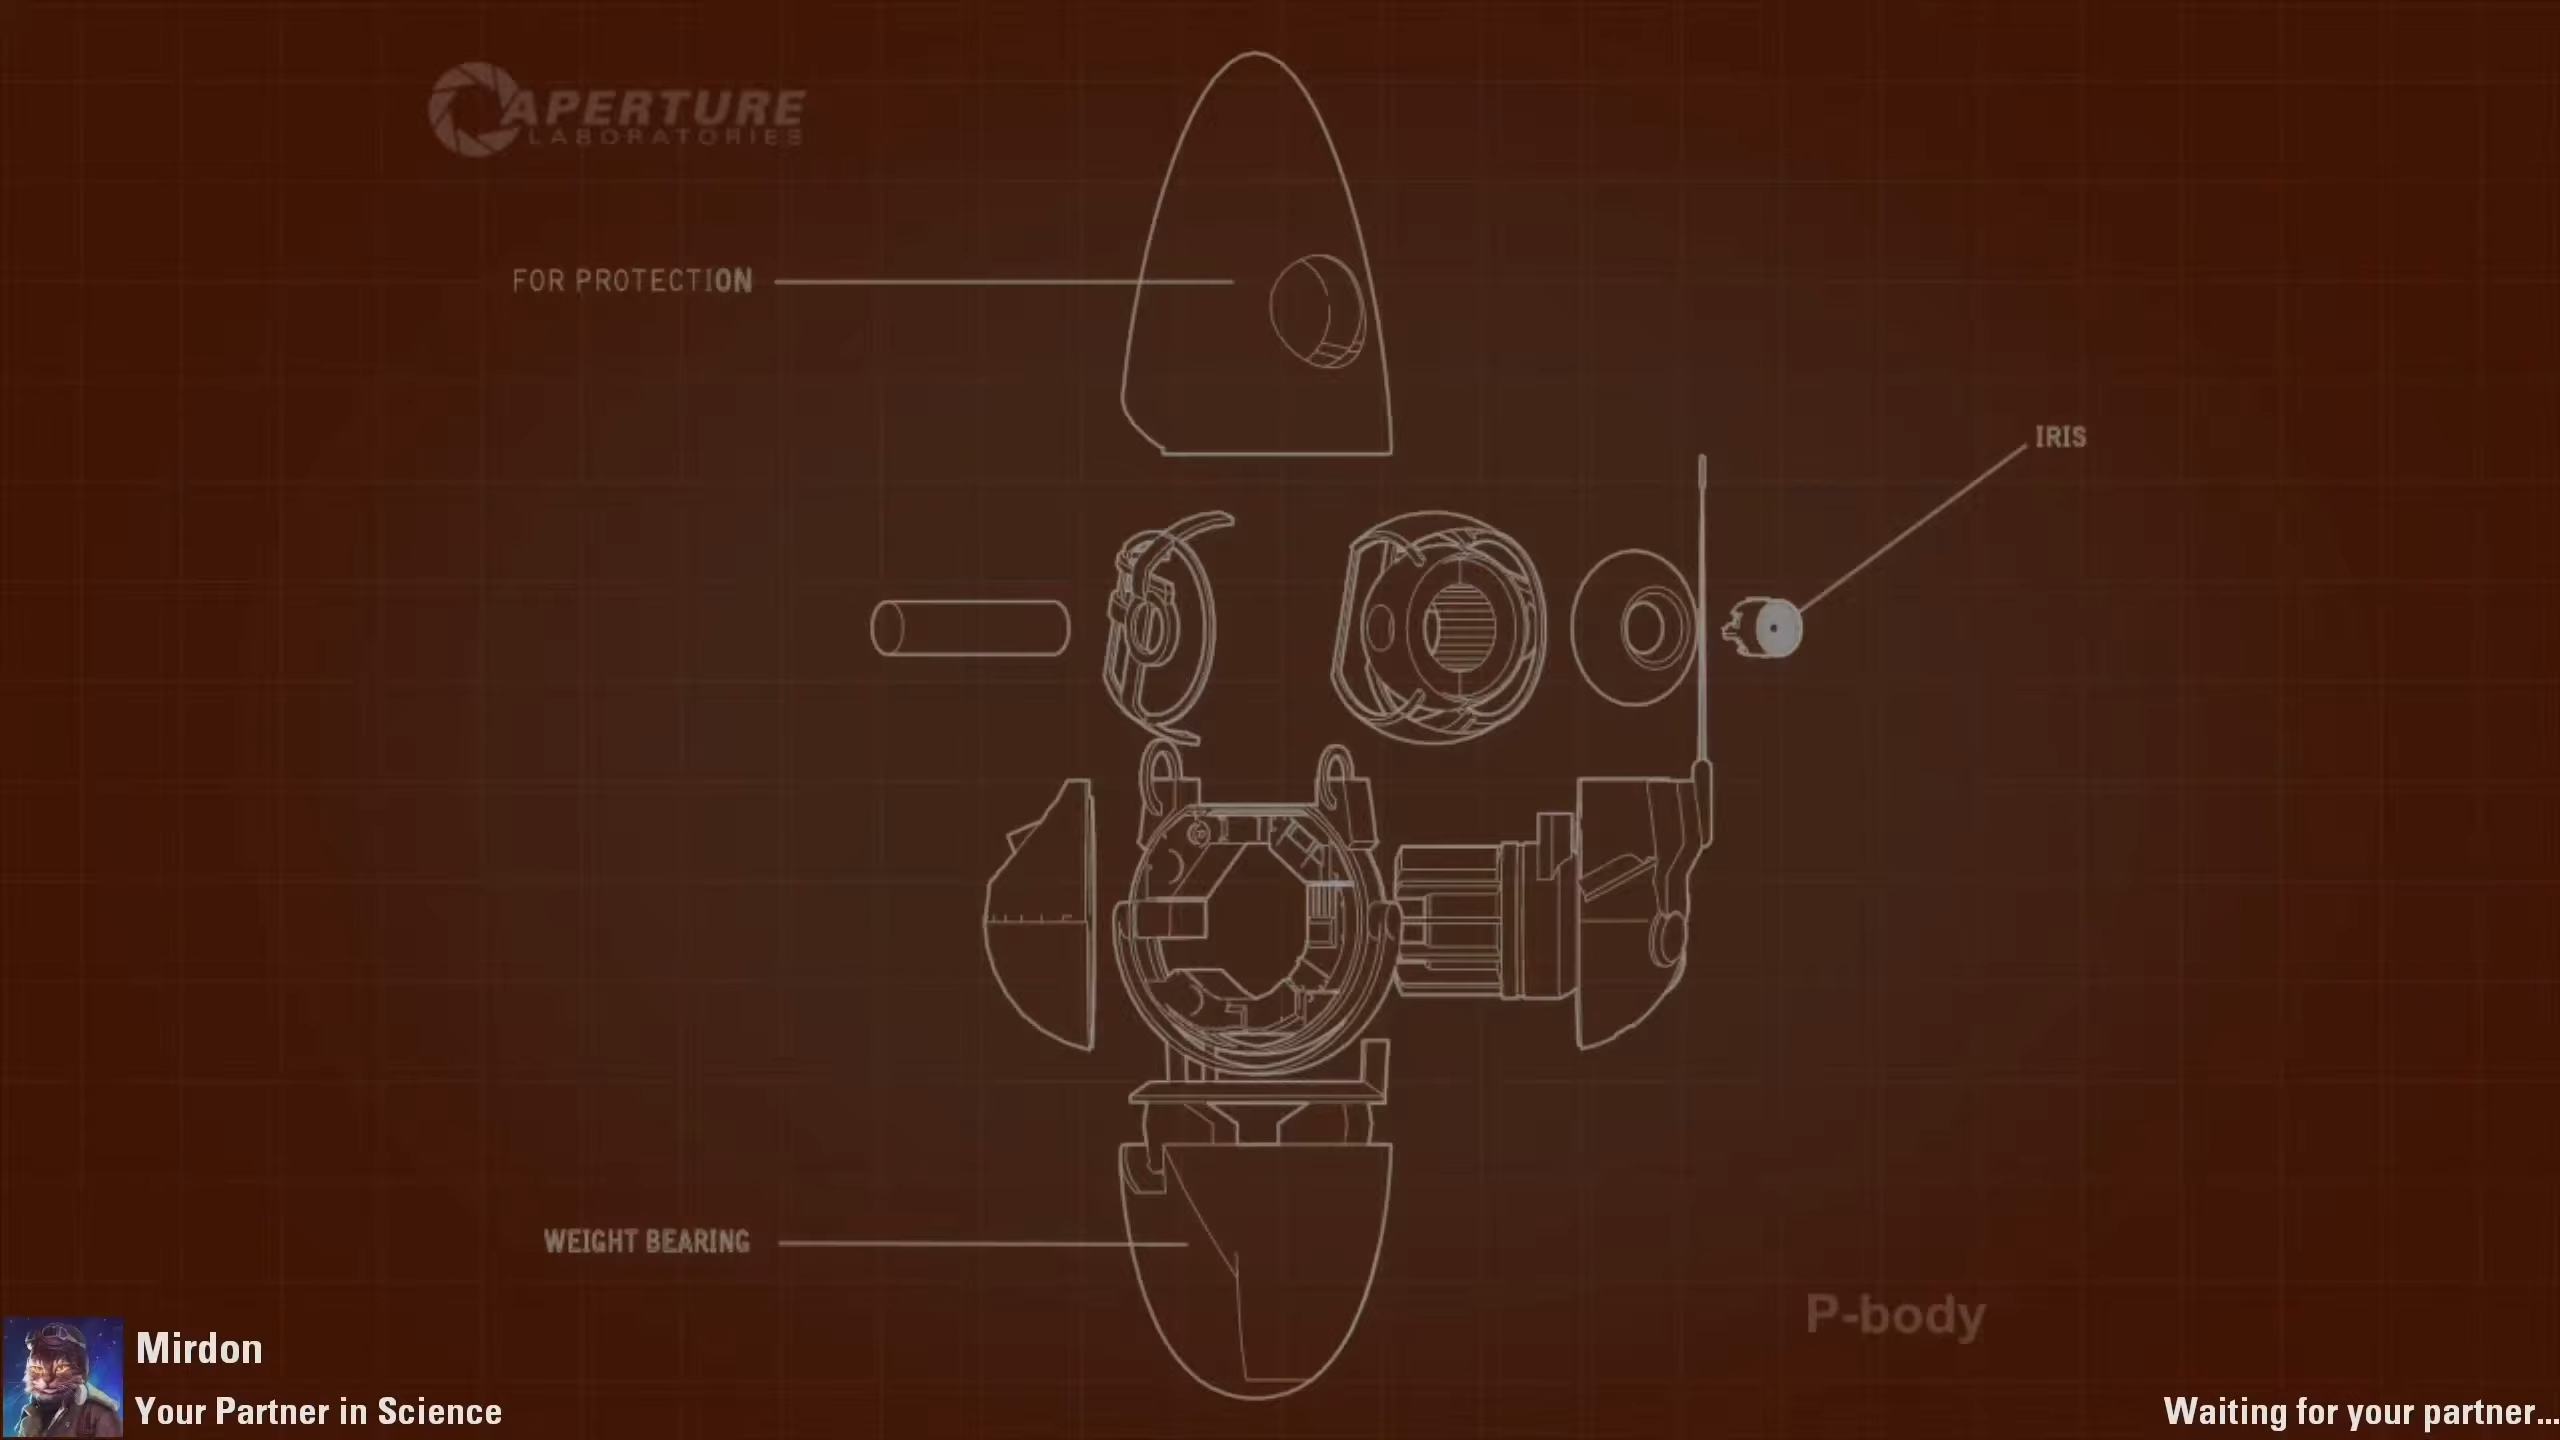 APERTURE
LABORATORIES
FOR PROTECTION
IRIS
WEIGHT BEARING
P-body
Mirdon
Your Partner in Science
Waiting for your partner...